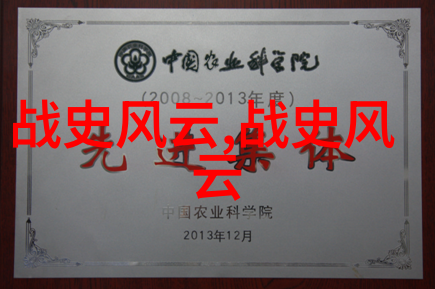 中国农业科学院
(2008~2013年度)
战史风云,战史风
云
先进集体
中国农业科学院
2013年12月